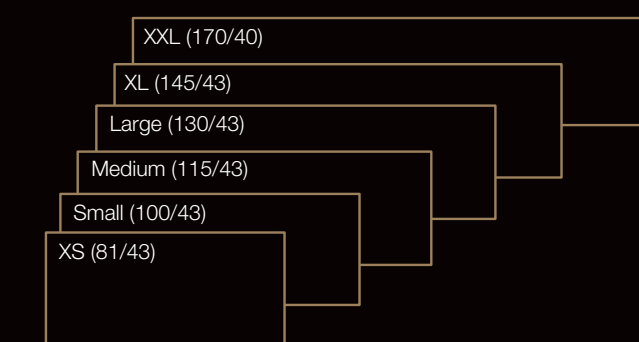 XXL (170/40)
XL (145/43)
Large (130/43)
Medium (115/43)
Small (100/43)
XS (81/43)